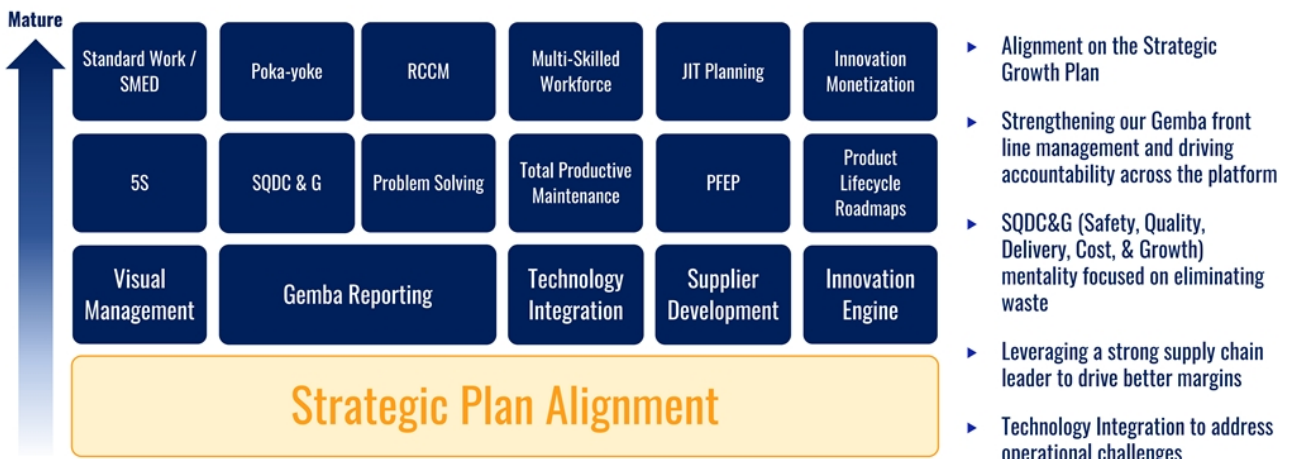 Mature
Standard Work /
SMED
Poka-yoke
RCCM
Multi-Skilled
Workforce
JIT Planning
Innovation
Monetization
5S
SQDC & G
Problem Solving
Total Productive
Maintenance
PFEP
Product
Lifecycle
Roadmaps
Visual
Management
Gemba Reporting
Technology
Integration
Supplier
Development
Innovation
Engine
Strategic Plan Alignment
Alignment on the Strategic
Growth Plan
Strengthening our Gemba front
line management and driving
accountability across the platform
SQDC&G (Safety, Quality,
Delivery, Cost, & Growth)
mentality focused on eliminating
waste
Leveraging a strong supply chain
leader to drive better margins
Technology Integration to address
operational challenges